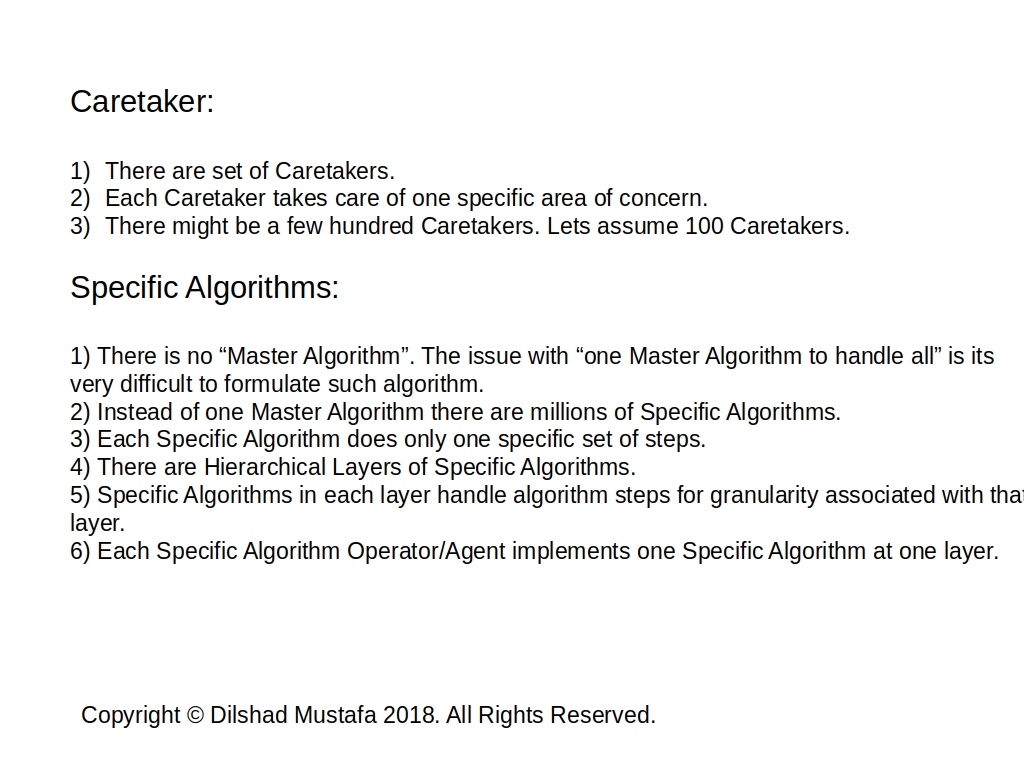 Caretaker:
1) There are set of Caretakers.
2) Each Caretaker takes care of one specific area of concern.
3) There might be a few hundred Caretakers. Lets assume 100 Caretakers.
Specific Algorithms:
1) There is no “Master Algorithm”. The issue with “one Master Algorithm to handle all” is its
very difficult to formulate such algorithm.
2) Instead of one Master Algorithm there are millions of Specific Algorithms.
3) Each Specific Algorithm does only one specific set of steps.
4) There are Hierarchical Layers of Specific Algorithms.
5) Specific Algorithms in each layer handle algorithm steps for granularity associated with that
layer.
6) Each Specific Algorithm Operator/Agent implements one Specific Algorithm at one layer.
Copyright © Dilshad Mustafa 2018. All Rights Reserved.